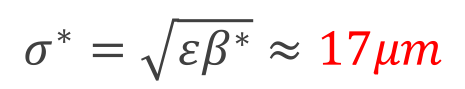 σ* = √εβ* ≈ 17μm